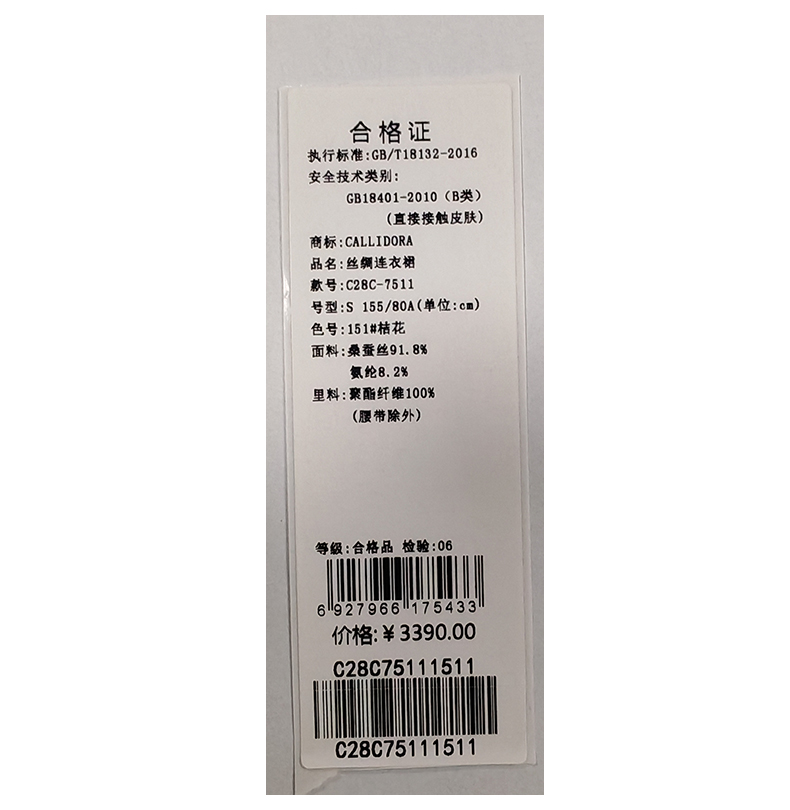 合格证
执行标准:GB/T18132-2016
安全技术类别:
GB18401-2010（B类）
(直接接触皮肤)
商标:CALLIDORA
品名:丝绸连衣裙
款号:C28C-7511
号型:S 155/80A(单位:cm)
色号:151#桔花
面料:桑蚕丝91.8%
氨纶8.2%
里料:聚酯纤维100%
(腰带除外)
等级:合格品 检验:06
6 927966 175433
价格:¥3390.00
C28C75111511
C28C75111511